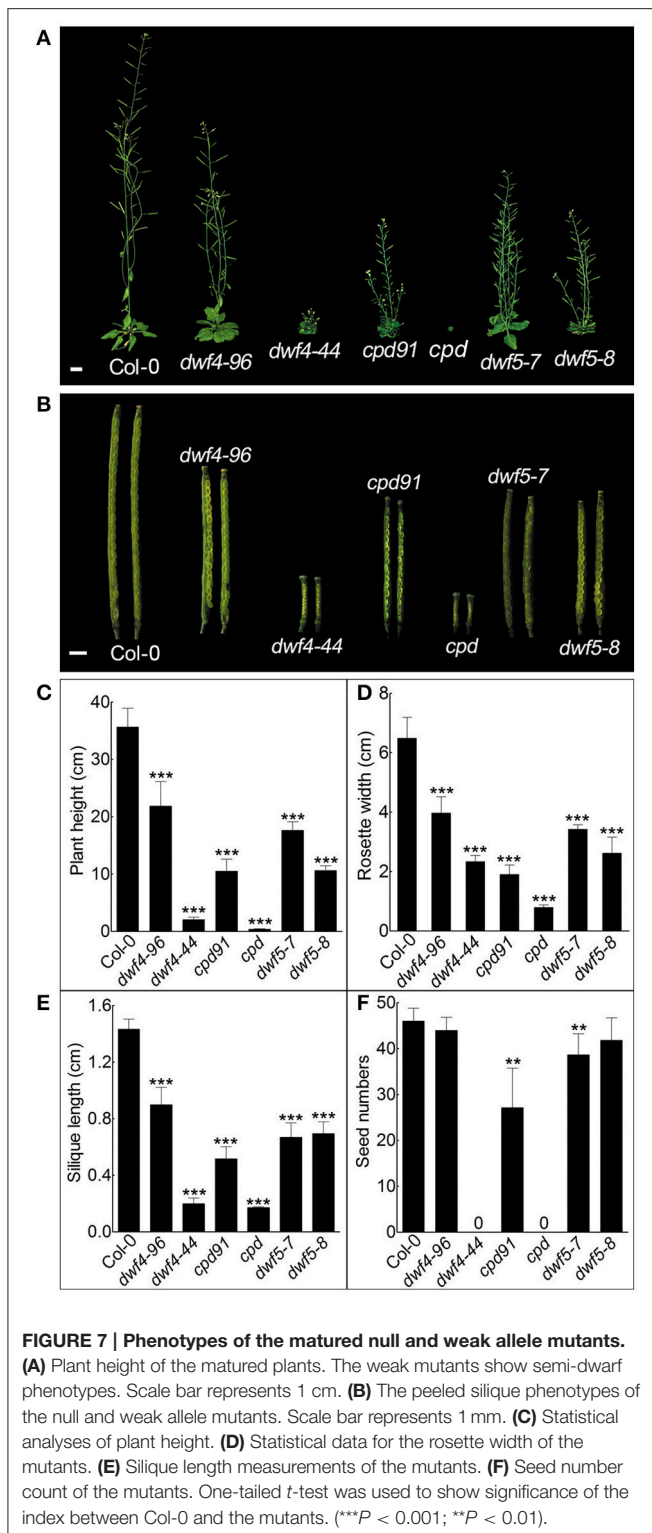 A
Col-0
dwf4-96
dwf4-44
cpd91
cpd
dwf5-7
dwf5-8
B
dwf4-96
cpd91
dwf5-7
Col-0
dwf4-44
cpd
dwf5-8
C
Plant height (cm)
40
30
20
10
0
***
***
***
***
***
***
Col-0
dwf4-96
dwf4-44
cpd91
cpd
dwf5-7
dwf5-8
D
Rosette width (cm)
8
6
4
2
0
***
***
***
***
***
***
Col-0
dwf4-96
dwf4-44
cpd91
cpd
dwf5-7
dwf5-8
E
Silique length (cm)
1.6
1.2
0.8
0.4
0.0
***
***
***
***
***
***
Col-0
dwf4-96
dwf4-44
cpd91
cpd
dwf5-7
dwf5-8
F
Seed numbers
50
40
30
20
10
0
0
**
0
**
Col-0
dwf4-96
dwf4-44
cpd91
cpd
dwf5-7
dwf5-8
FIGURE 7 | Phenotypes of the matured null and weak allele mutants.
(A) Plant height of the matured plants. The weak mutants show semi-dwarf
phenotypes. Scale bar represents 1 cm. (B) The peeled silique phenotypes of
the null and weak allele mutants. Scale bar represents 1 mm. (C) Statistical
analyses of plant height. (D) Statistical data for the rosette width of the
mutants. (E) Silique length measurements of the mutants. (F) Seed number
count of the mutants. One-tailed t-test was used to show significance of the
index between Col-0 and the mutants. (***P < 0.001; **P < 0.01).